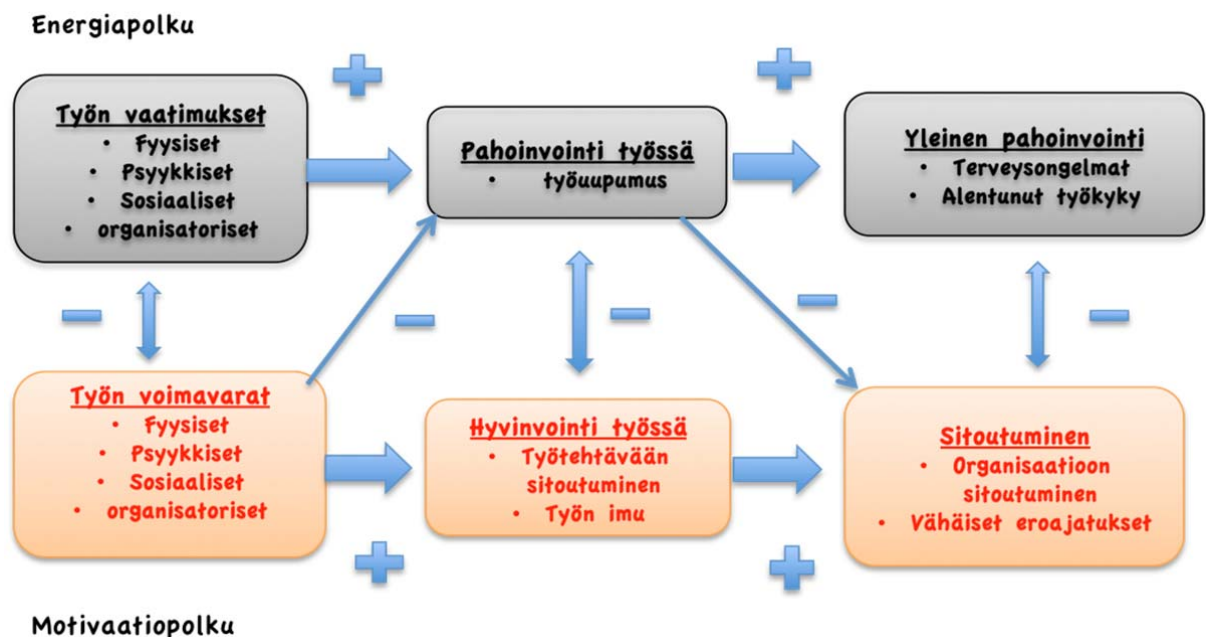 Energiapolku
Työn vaatimukset
• Fyysiset
• Psyykkiset
• Sosiaaliset
• organisatoriset
Pahoinvointi työssä
• työuupumus
Yleinen pahoinvointi
• Terveysongelmat
• Alentunut työkyky
Työn voimavarat
• Fyysiset
• Psyykkiset
• Sosiaaliset
• organisatoriset
Hyvinvointi työssä
• Työtehtävään
sitoutuminen
• Työn imu
Sitoutuminen
• Organisaatioon
sitoutuminen
• Vähäiset eroajatukset
Motivaatiopolku